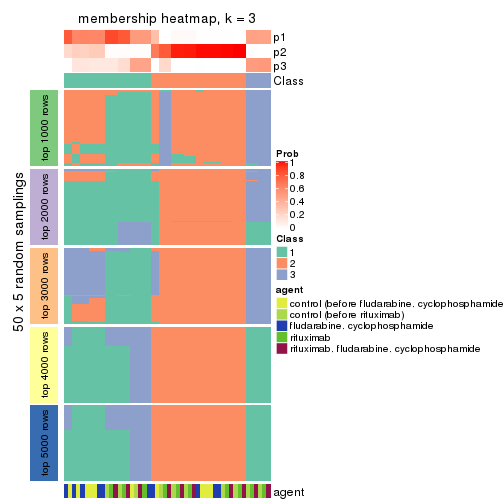 membership heatmap, k = 3
p1
p2
p3
Class
50 x 5 random samplings
top 1000 rows
top 2000 rows
top 3000 rows
top 4000 rows
top 5000 rows
Prob
1
0.8
0.6
0.4
0.2
0
Class
1
2
3
agent
control (before fludarabine. cyclophosphamide
control (before rituximab)
fludarabine. cyclophosphamide
rituximab
rituximab. fludarabine. cyclophosphamide
agent